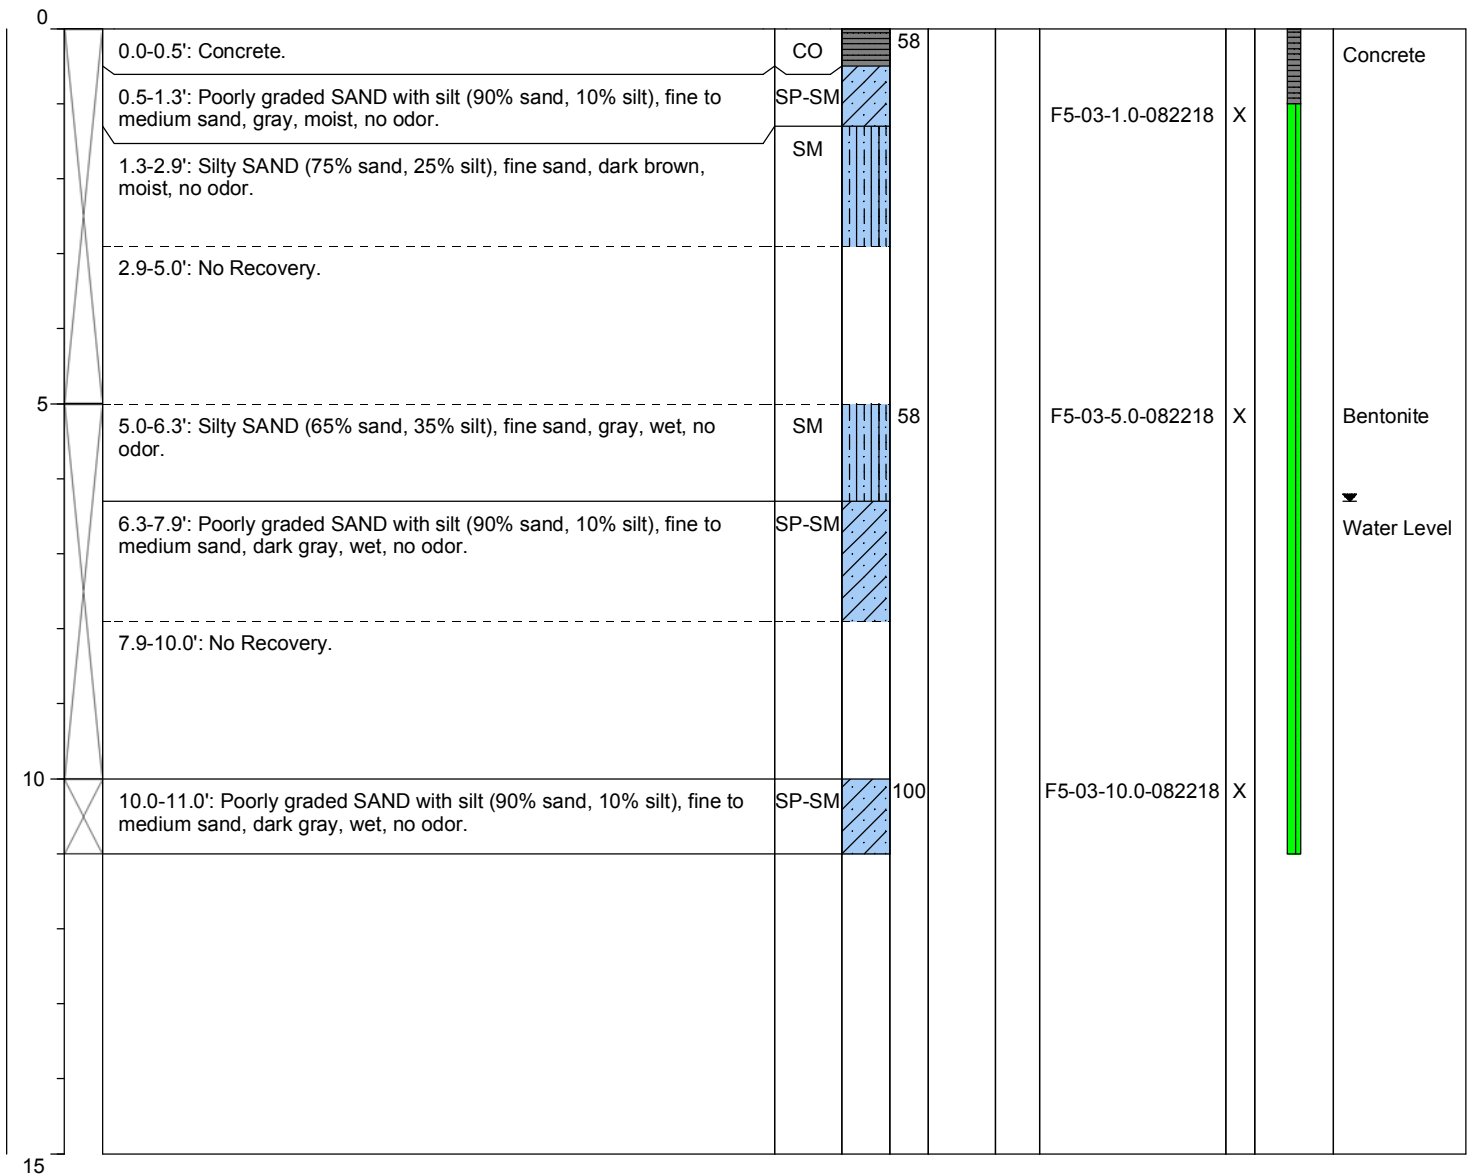 0
0.0-0.5': Concrete.
CO
58
Concrete
0.5-1.3': Poorly graded SAND with silt (90% sand, 10% silt), fine to
medium sand, gray, moist, no odor.
SP-SM
F5-03-1.0-082218
X
1.3-2.9': Silty SAND (75% sand, 25% silt), fine sand, dark brown,
moist, no odor.
SM
2.9-5.0': No Recovery.
5
5.0-6.3': Silty SAND (65% sand, 35% silt), fine sand, gray, wet, no
odor.
SM
58
F5-03-5.0-082218
X
Bentonite
6.3-7.9': Poorly graded SAND with silt (90% sand, 10% silt), fine to
medium sand, dark gray, wet, no odor.
SP-SM
Water Level
7.9-10.0': No Recovery.
10
10.0-11.0': Poorly graded SAND with silt (90% sand, 10% silt), fine to
medium sand, dark gray, wet, no odor.
SP-SM
100
F5-03-10.0-082218
X
15